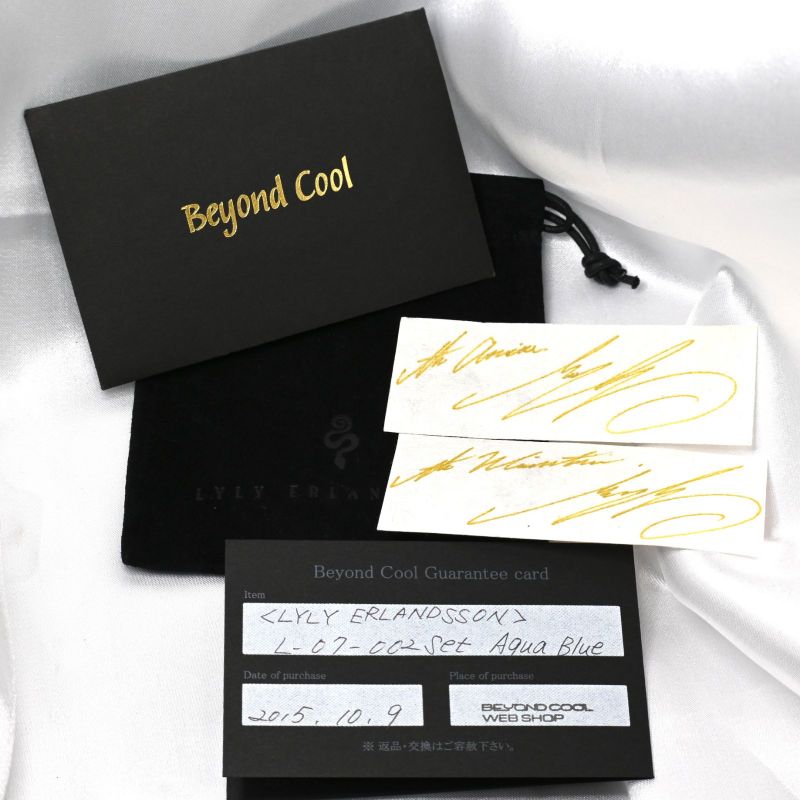 Beyond Cool
LYLY ERLAN
Beyond Cool Guarantee card
Item
<LYLY ERLANDSSON>
L-07-002 Set Aqua Blue
Date of purchase
Place of purchase
2015. 10. 9
BEYOND COOL
WEB SHOP
※ 返品・交換はご容赦下さい。